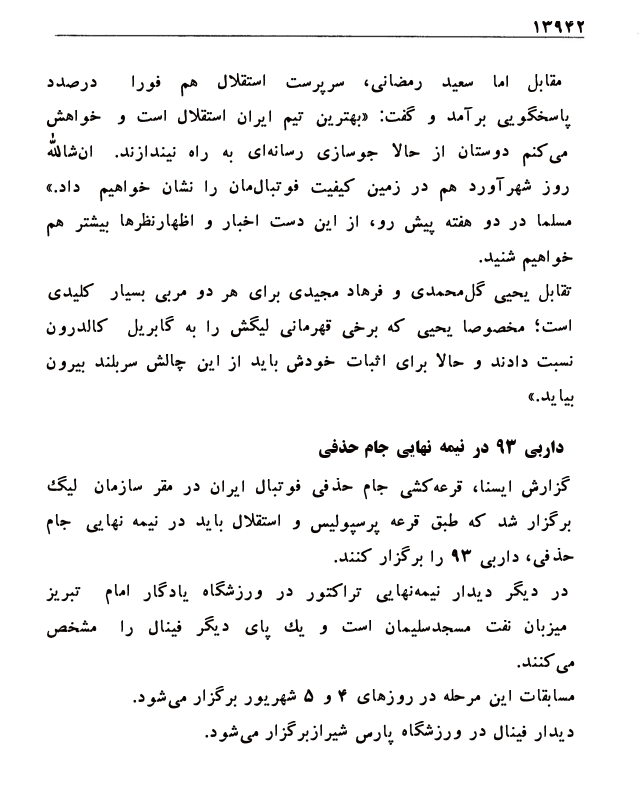 ۱۳۹۴۲
مقابل اما سعید رمضانی، سرپرست استقلال هم فورا درصدد
پاسخگویی برآمد و گفت: «بهترین تیم ایران استقلال است و خواهش
می‌کنم دوستان از حالا جوسازی رسانه‌ای به راه نیندازند. ان‌شاالله
روز شهرآورد هم در زمین کیفیت فوتبال‌مان را نشان خواهیم داد.»
مسلما در دو هفته پیش رو، از این دست اخبار و اظهارنظرها بیشتر هم
خواهیم شنید.
تقابل یحیی گل‌محمدی و فرهاد مجیدی برای هر دو مربی بسیار کلیدی
است؛ مخصوصا یحیی که برخی قهرمانی لیگش را به گابریل کالدرون
نسبت دادند و حالا برای اثبات خودش باید از این چالش سربلند بیرون
بیاید.»
داربی ۹۳ در نیمه نهایی جام حذفی
گزارش ایسنا، قرعه‌کشی جام حذفی فوتبال ایران در مقر سازمان لیگ
برگزار شد که طبق قرعه پرسپولیس و استقلال باید در نیمه نهایی جام
حذفی، داربی ۹۳ را برگزار کنند.
در دیگر دیدار نیمه‌نهایی تراکتور در ورزشگاه یادگار امام تبریز
میزبان نفت مسجدسلیمان است و یك پای دیگر فینال را مشخص
می‌کنند.
مسابقات این مرحله در روزهای ۴ و ۵ شهریور برگزار می‌شود.
دیدار فینال در ورزشگاه پارس شیرازبرگزار می‌شود.